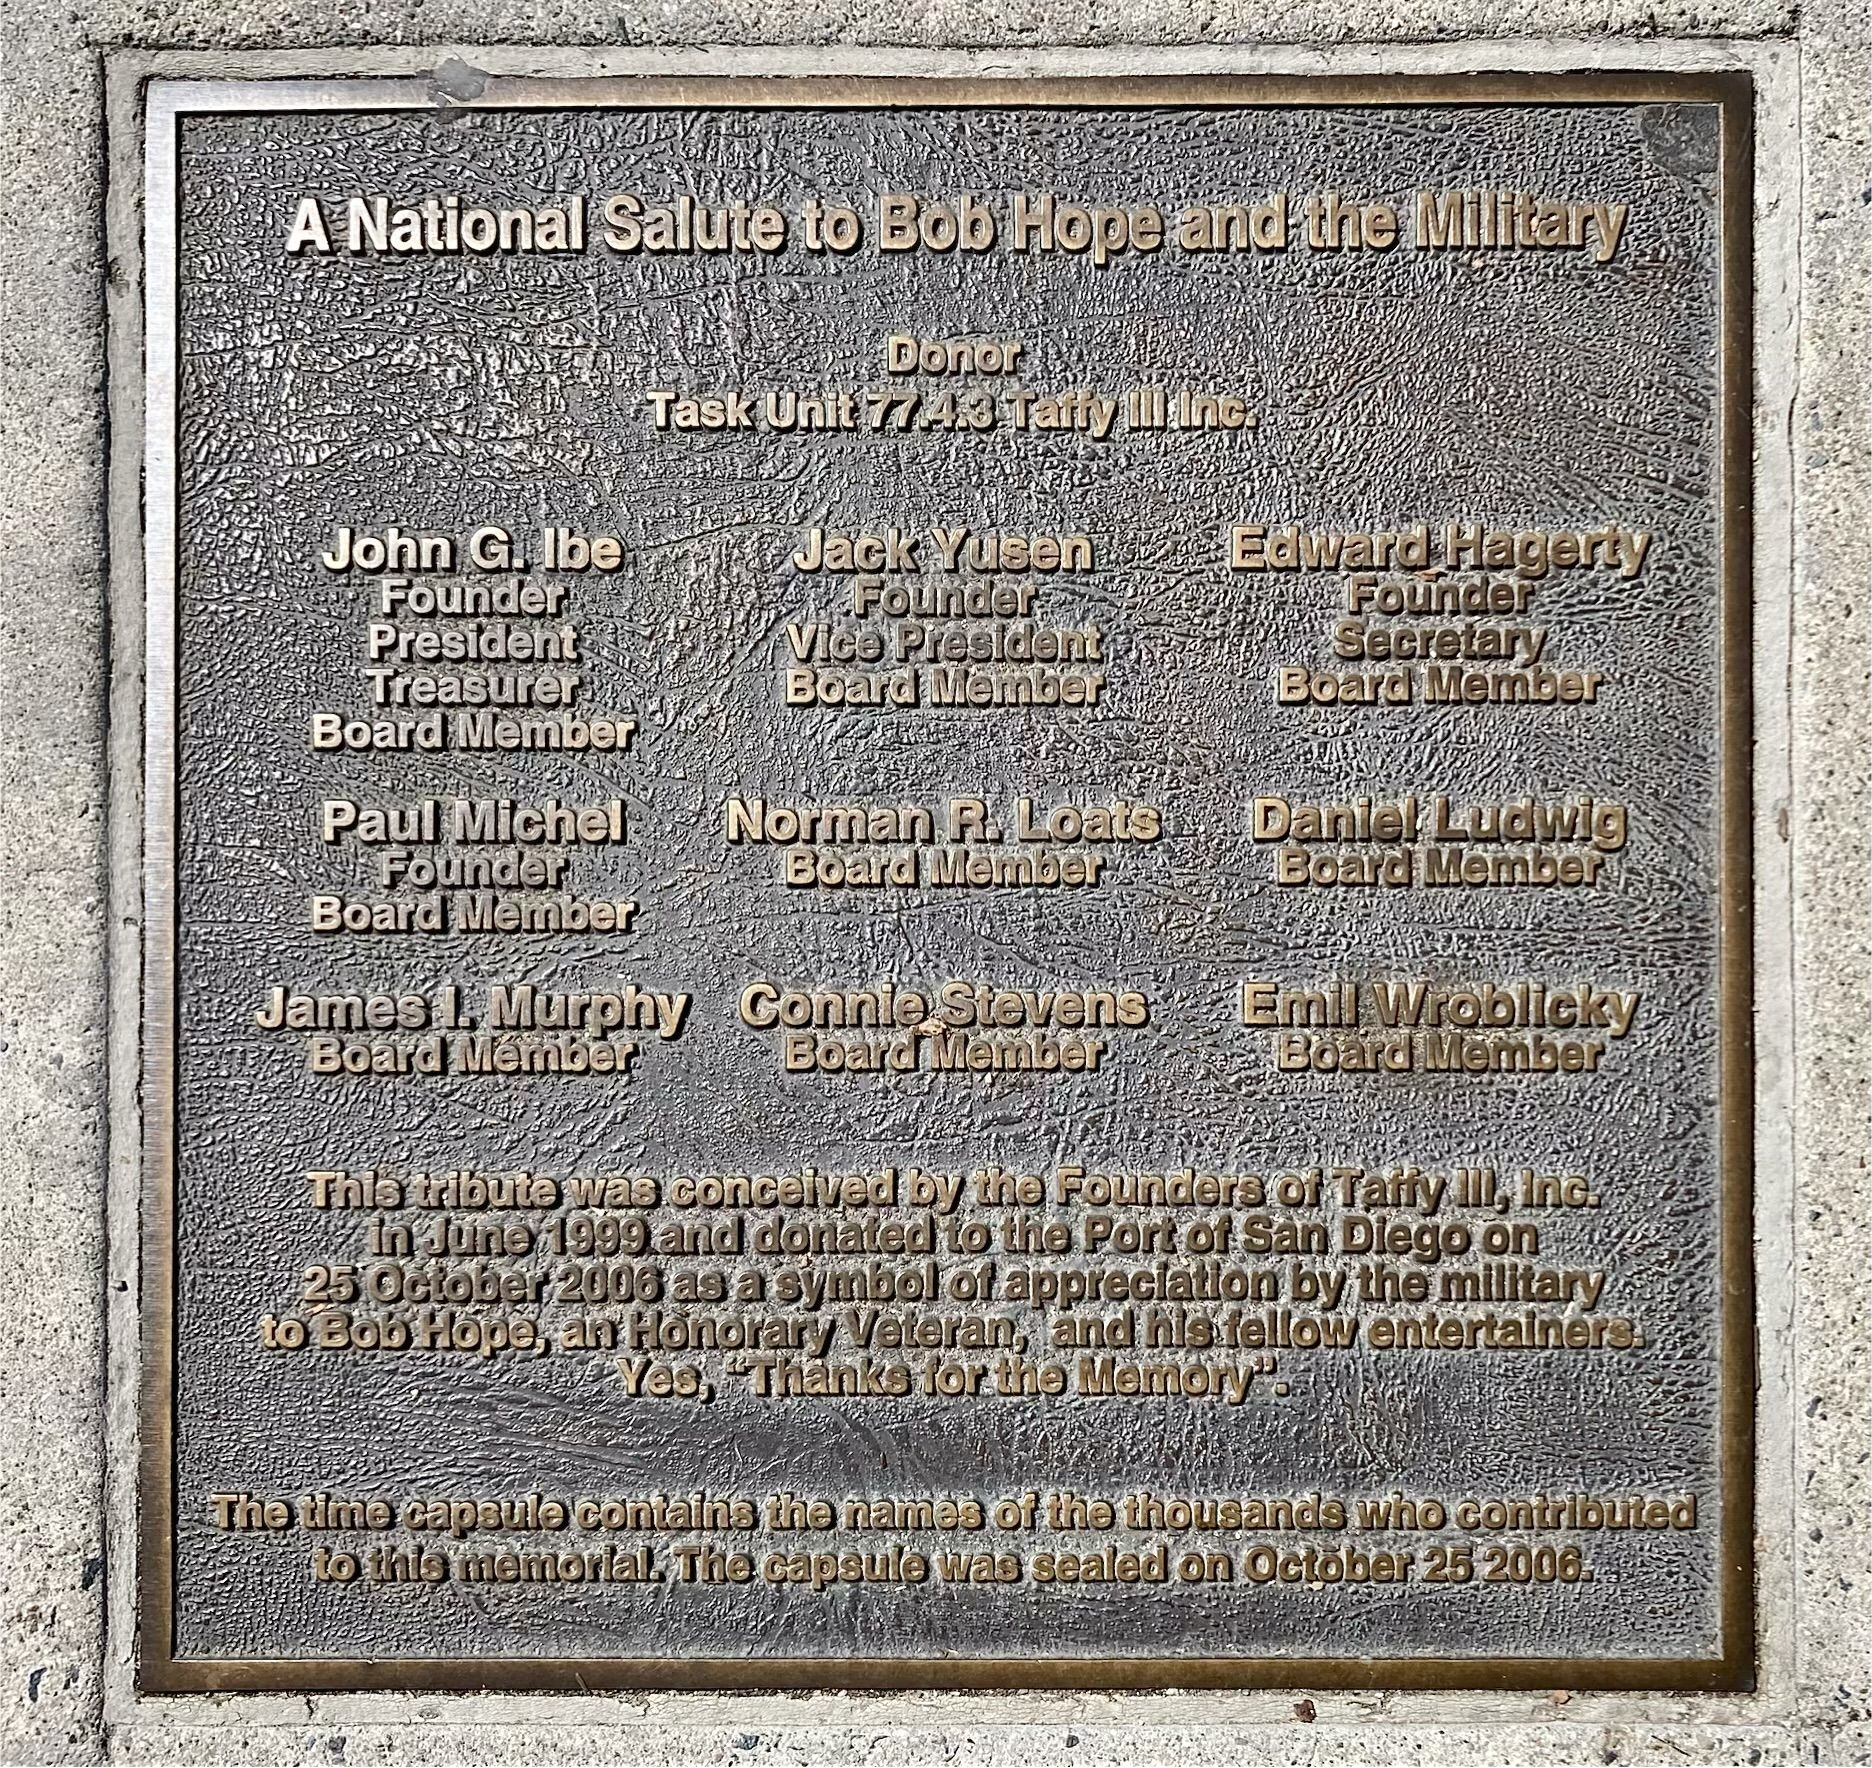 A National Salute to Bob Hope and the Military
Donor
Task Unit 77.4.3 Taffy III Inc.
John G. Ibe
Founder
President
Treasurer
Board Member
Jack Yusen
Founder
Vice President
Board Member
Edward Hagerty
Founder
Secretary
Board Member
Paul Michel
Founder
Board Member
Norman R. Loats
Board Member
Daniel Ludwig
Board Member
James I. Murphy
Board Member
Connie Stevens
Board Member
Emil Wroblicky
Board Member
This tribute was conceived by the Founders of Taffy III, Inc.
in June 1999 and donated to the Port of San Diego on
25 October 2006 as a symbol of appreciation by the military
to Bob Hope, an Honorary Veteran, and his fellow entertainers.
Yes, “Thanks for the Memory”.
The time capsule contains the names of the thousands who contributed
to this memorial. The capsule was sealed on October 25 2006.